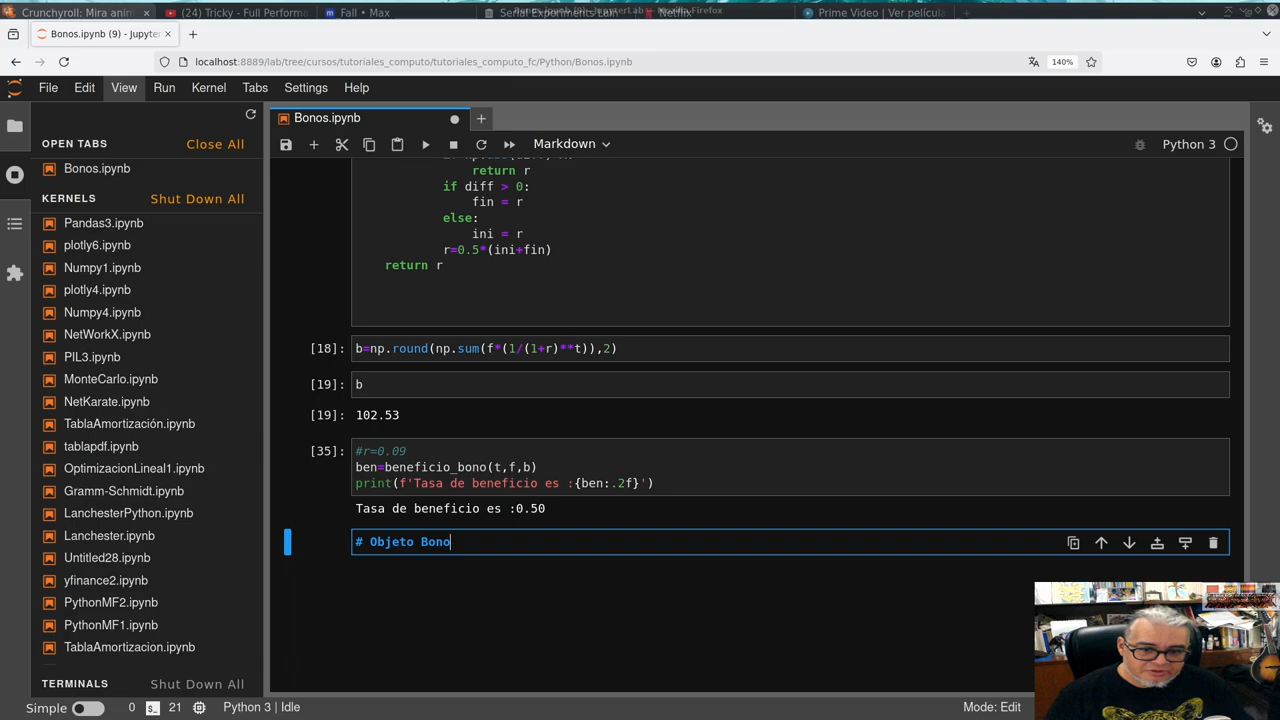 Crunchyroll: Mira anim
(24) Tricky - Full Performa
Fall • Max
Serial Experiments Lain
Netflix
Prime Video | Ver película
Bonos.ipynb (9) - Jupyter
localhost:8889/lab/tree/cursos/tutoriales_computo/tutoriales_computo_fc/Python/Bonos.ipynb
140%
File Edit View Run Kernel Tabs Settings Help
Bonos.ipynb
OPEN TABS Close All
Markdown
Python 3
Bonos.ipynb
KERNELS Shut Down All
Pandas3.ipynb
plotly6.ipynb
Numpy1.ipynb
plotly4.ipynb
Numpy4.ipynb
NetWorkX.ipynb
PIL3.ipynb
MonteCarlo.ipynb
NetKarate.ipynb
TablaAmortización.ipynb
tablapdf.ipynb
OptimizacionLineal1.ipynb
Gramm-Schmidt.ipynb
LanchesterPython.ipynb
Lanchester.ipynb
Untitled28.ipynb
yfinance2.ipynb
PythonMF2.ipynb
PythonMF1.ipynb
TablaAmortizacion.ipynb
TERMINALS Shut Down All
return r
if diff > 0:
fin = r
else:
ini = r
r=0.5*(ini+fin)
return r
[18]: b=np.round(np.sum(f*(1/(1+r)**t)),2)
[19]: b
[19]: 102.53
[35]: #r=0.09
ben=beneficio_bono(t,f,b)
print(f'Tasa de beneficio es :{ben:.2f}')
Tasa de beneficio es :0.50
# Objeto Bono
Simple 0 $_ 21 Python 3 | Idle
Mode: Edit